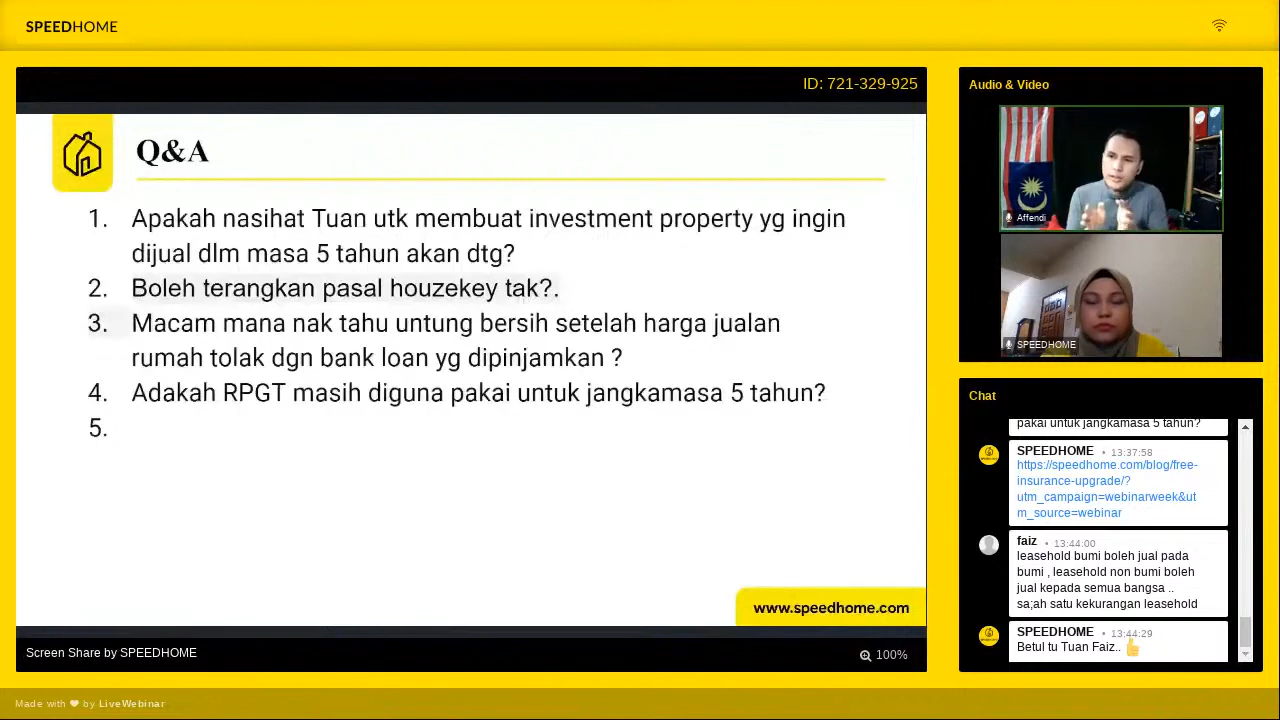 SPEEDHOME
ID: 721-329-925
Q&A
1. Apakah nasihat Tuan utk membuat investment property yg ingin
dijual dlm masa 5 tahun akan dtg?
2. Boleh terangkan pasal houzekey tak?.
3. Macam mana nak tahu untung bersih setelah harga jualan
rumah tolak dgn bank loan yg dipinjamkan ?
4. Adakah RPGT masih diguna pakai untuk jangkamasa 5 tahun?
5.
www.speedhome.com
Screen Share by SPEEDHOME
100%
Audio & Video
Affendi
SPEEDHOME
Chat
pakai untuk jangkamasa 5 tahun?
SPEEDHOME • 13:37:58
https://speedhome.com/blog/free-
insurance-upgrade/?
utm_campaign=webinarweek&ut
m_source=webinar
faiz • 13:44:00
leasehold bumi boleh jual pada
bumi , leasehold non bumi boleh
jual kepada semua bangsa ..
sa;ah satu kekurangan leasehold
SPEEDHOME • 13:44:29
Betul tu Tuan Faiz.. 👍
Made with ❤ by LiveWebinar